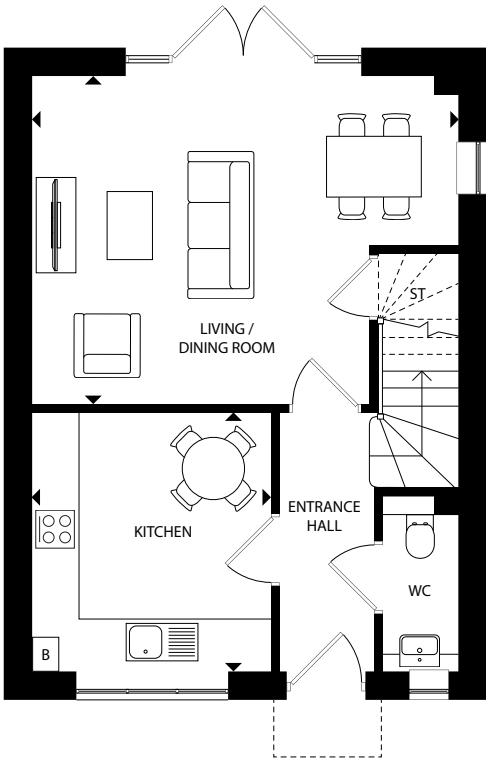 ST
LIVING /
DINING ROOM
ENTRANCE
HALL
KITCHEN
WC
B